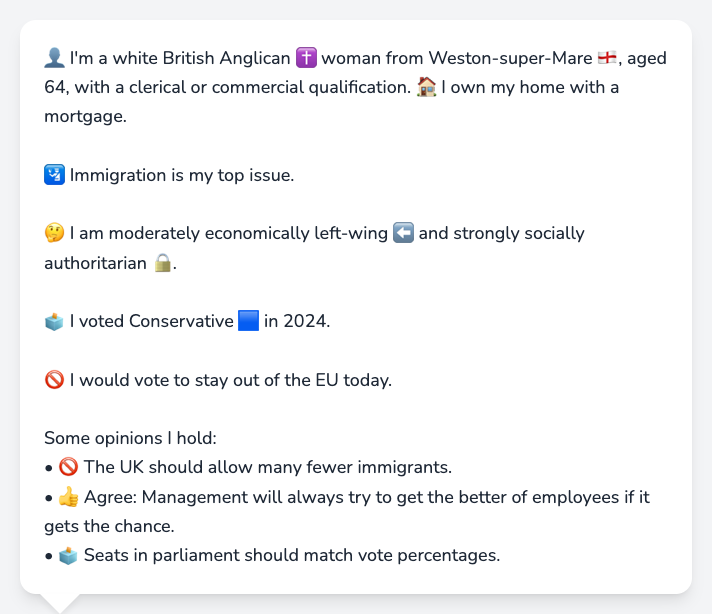 👤 I'm a white British Anglican ✝️ woman from Weston-super-Mare 🏴󠁧󠁢󠁥󠁮󠁧󠁿, aged
64, with a clerical or commercial qualification. 🏠 I own my home with a
mortgage.
🛂 Immigration is my top issue.
🤔 I am moderately economically left-wing ⬅️ and strongly socially
authoritarian 🔒.
🗳️ I voted Conservative 🟦 in 2024.
🚫 I would vote to stay out of the EU today.
Some opinions I hold:
• 🚫 The UK should allow many fewer immigrants.
• 👍 Agree: Management will always try to get the better of employees if it
gets the chance.
• 🗳️ Seats in parliament should match vote percentages.